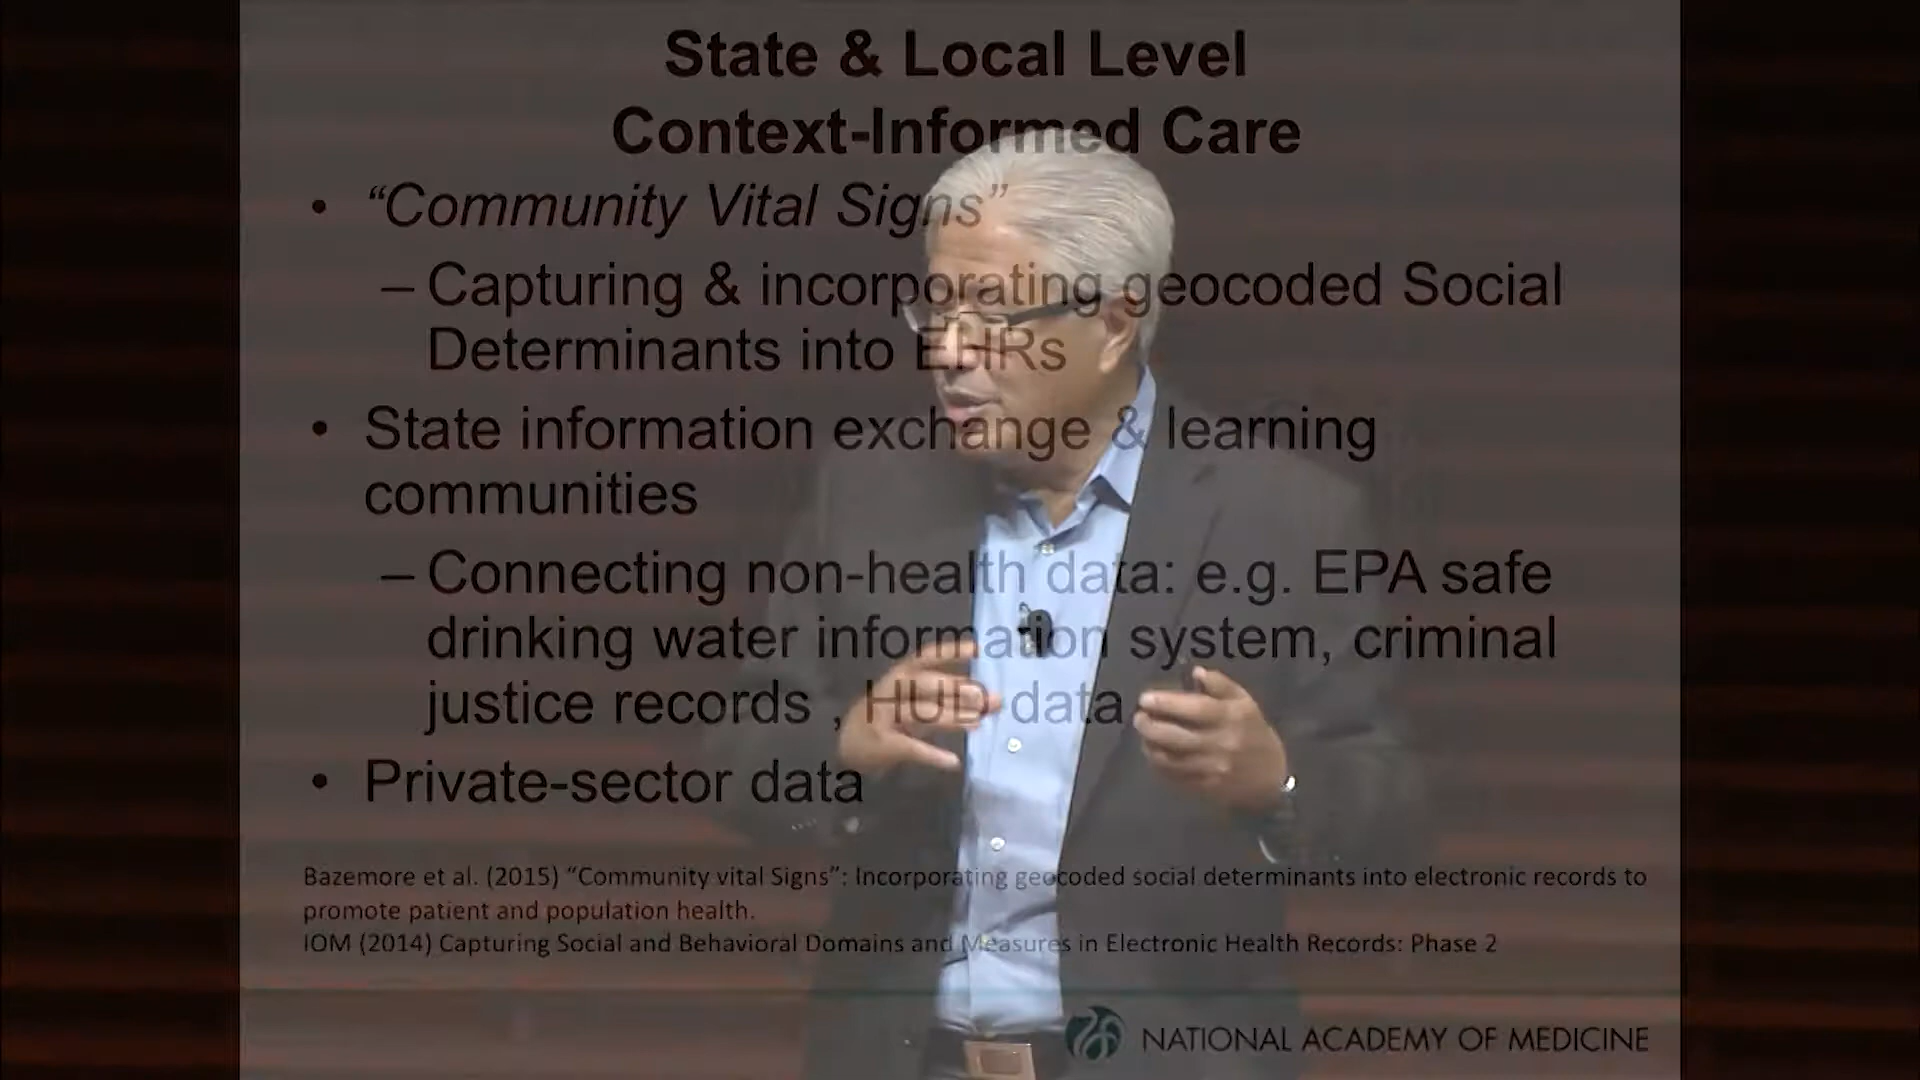 State & Local Level
Context-Informed Care
• “Community Vital Signs”
– Capturing & incorporating geocoded Social
Determinants into EHRs
• State information exchange & learning
communities
– Connecting non-health data: e.g. EPA safe
drinking water information system, criminal
justice records , HUD data
• Private-sector data
Bazemore et al. (2015) “Community vital Signs”: Incorporating geocoded social determinants into electronic records to
promote patient and population health.
IOM (2014) Capturing Social and Behavioral Domains and Measures in Electronic Health Records: Phase 2
NATIONAL ACADEMY OF MEDICINE